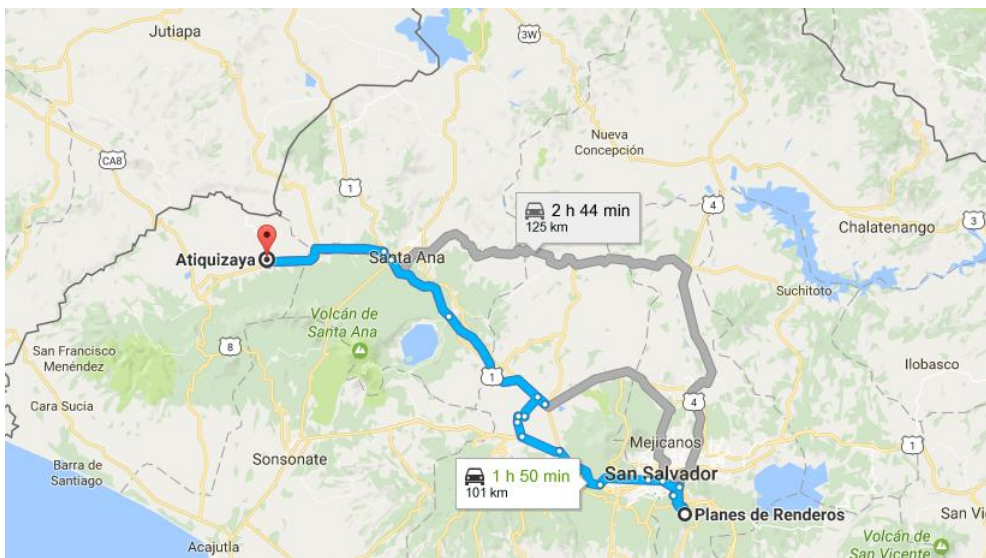 Jutiapa
3W
CA8
Nueva
Concepción
1
4
2 h 44 min
125 km
Chalatenango
3
Atiquizaya
Santa Ana
Suchitoto
Volcán de
Santa Ana
8
San Francisco
Menéndez
Ilobasco
1
Cara Sucia
4
Mejicanos
1
Sonsonate
Barra de
Santiago
1 h 50 min
101 km
San Salvador
Planes de Renderos
San Vi
Acajutla
Volcán de
San Vicente